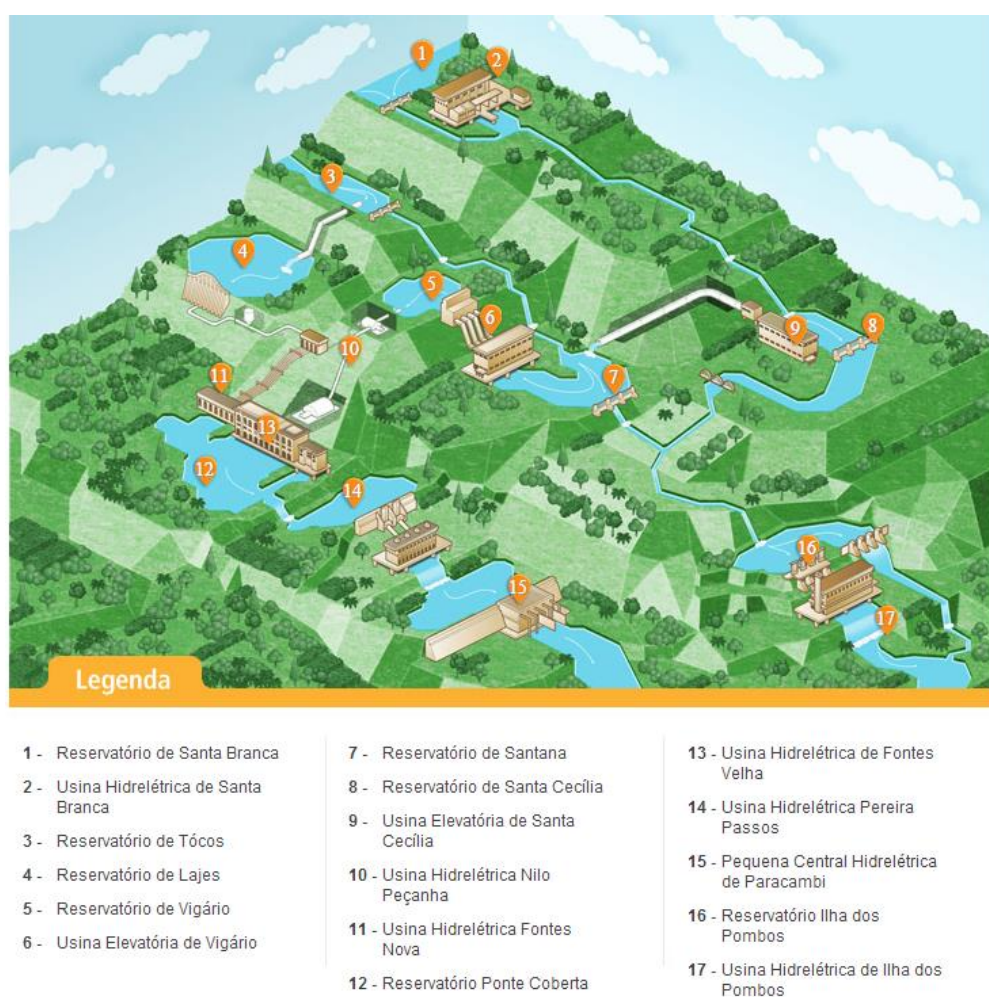 1
2
3
4
5
6
7
8
9
10
11
12
13
14
15
16
17
Legenda
1 - Reservatório de Santa Branca
2 - Usina Hidrelétrica de Santa
Branca
3 - Reservatório de Tócos
4 - Reservatório de Lajes
5 - Reservatório de Vigário
6 - Usina Elevatória de Vigário
7 - Reservatório de Santana
8 - Reservatório de Santa Cecília
9 - Usina Elevatória de Santa
Cecília
10 - Usina Hidrelétrica Nilo
Peçanha
11 - Usina Hidrelétrica Fontes
Nova
12 - Reservatório Ponte Coberta
13 - Usina Hidrelétrica de Fontes
Velha
14 - Usina Hidrelétrica Pereira
Passos
15 - Pequena Central Hidrelétrica
de Paracambi
16 - Reservatório Ilha dos
Pombos
17 - Usina Hidrelétrica de Ilha dos
Pombos